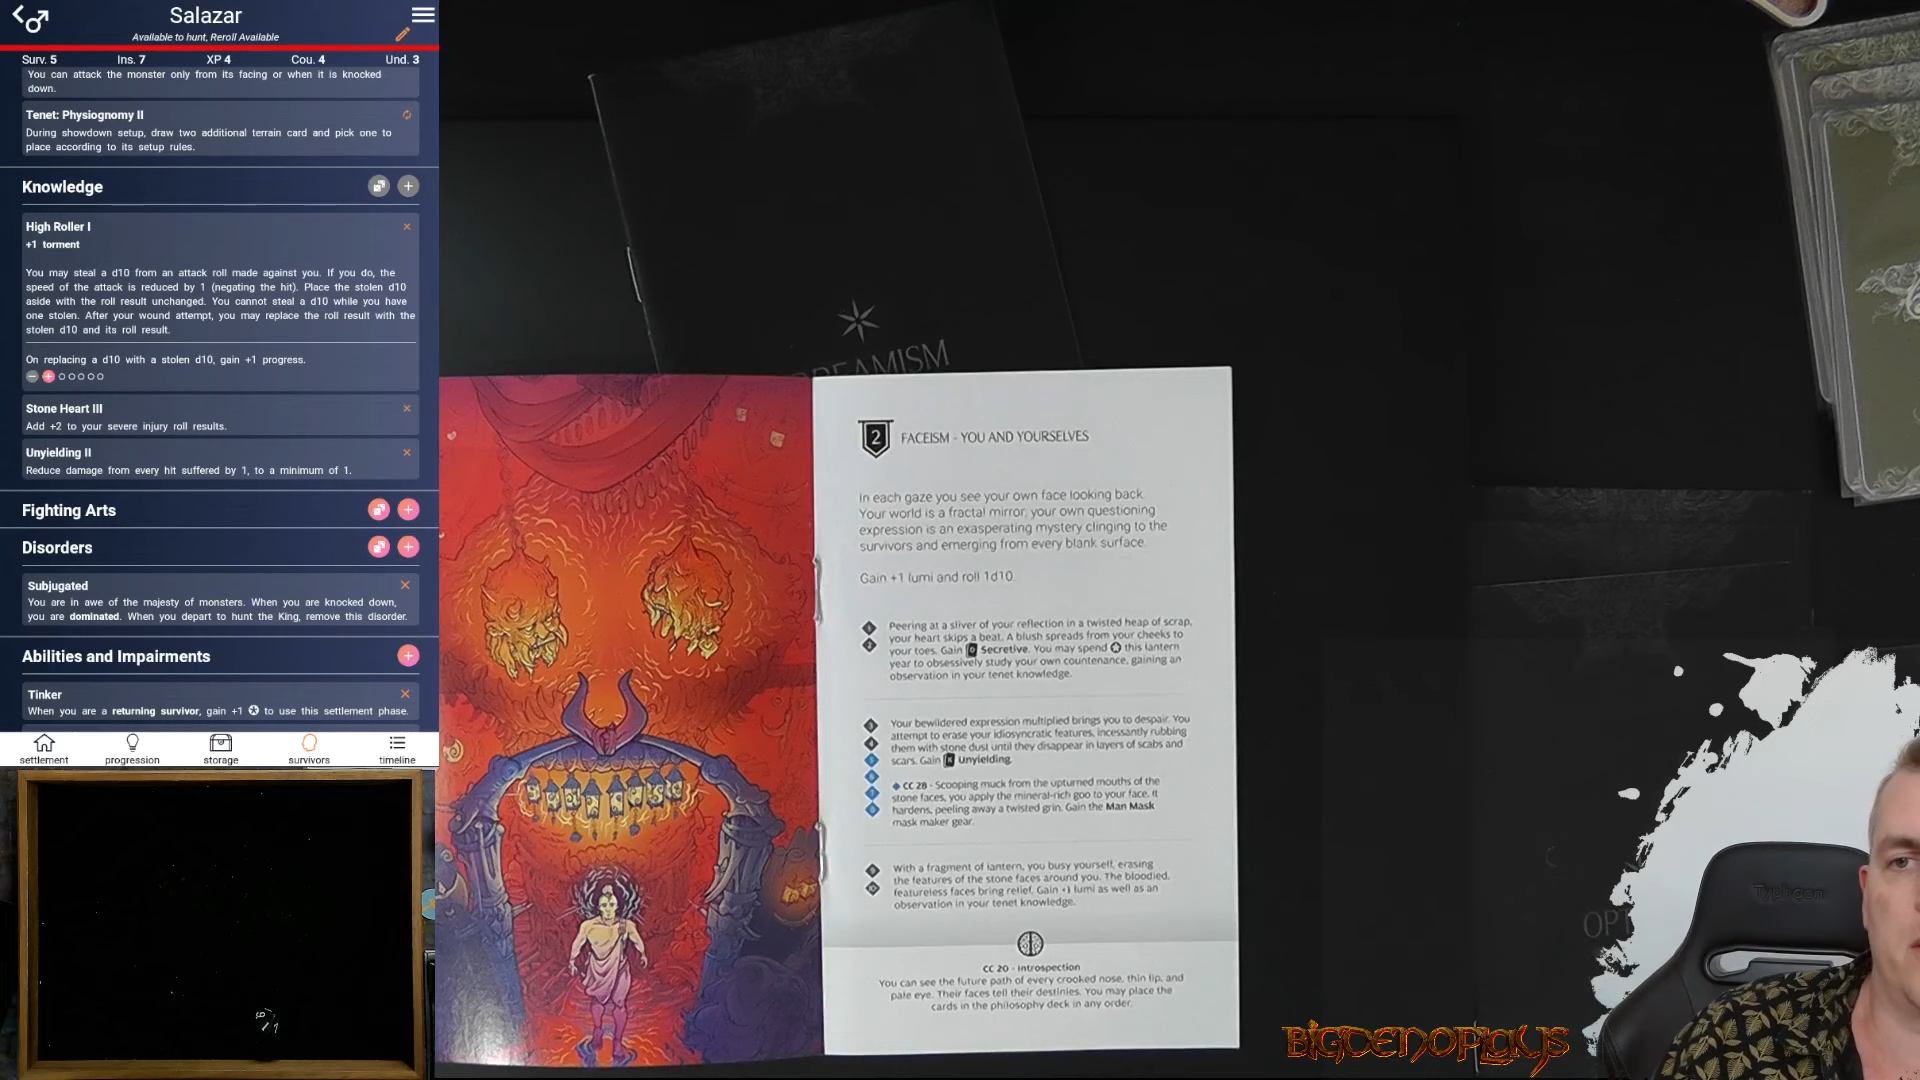 Salazar
Available to hunt, Reroll Available
Surv. 5 Ins. 7 XP 4 Cou. 4 Und. 3
You can attack the monster only from its facing or when it is knocked
down.
Tenet: Physiognomy II
During showdown setup, draw two additional terrain card and pick one to
place according to its setup rules.
Knowledge
High Roller I
+1 torment
You may steal a d10 from an attack roll made against you. If you do, the
speed of the attack is reduced by 1 (negating the hit). Place the stolen d10
aside with the roll result unchanged. You cannot steal a d10 while you have
one stolen. After your wound attempt, you may replace the roll result with the
stolen d10 and its roll result.
On replacing a d10 with a stolen d10, gain +1 progress.
Stone Heart III
Add +2 to your severe injury roll results.
Unyielding II
Reduce damage from every hit suffered by 1, to a minimum of 1.
Fighting Arts
Disorders
Subjugated
You are in awe of the majesty of monsters. When you are knocked down,
you are dominated. When you depart to hunt the King, remove this disorder.
Abilities and Impairments
Tinker
When you are a returning survivor, gain +1 to use this settlement phase.
settlement progression storage survivors timeline
2 FACEISM - YOU AND YOURSELVES
In each gaze you see your own face looking back.
Your world is a fractal mirror; your own questioning
expression is an exasperating mystery clinging to the
survivors and emerging from every blank surface.
Gain +1 lumi and roll 1d10.
1
2
Peering at a sliver of your reflection in a twisted heap of scrap,
your heart skips a beat. A blush spreads from your cheeks to
your toes. Gain Secretive. You may spend this lantern
year to obsessively study your own countenance, gaining an
observation in your tenet knowledge.
3
4
Your bewildered expression multiplied brings you to despair. You
attempt to erase your idiosyncratic features, incessantly rubbing
them with stone dust until they disappear in layers of scabs and
scars. Gain Unyielding.
CC 28 - Scooping muck from the upturned mouths of the
stone faces, you apply the mineral-rich goo to your face. It
hardens, peeling away a twisted grin. Gain the Man Mask
mask maker gear.
With a fragment of lantern, you busy yourself, erasing
the features of the stone faces around you. The bloodied,
featureless faces bring relief. Gain +1 lumi as well as an
observation in your tenet knowledge.
CC 20 - Introspection
You can see the future path of every crooked nose, thin lip, and
pale eye. Their faces tell their destinies. You may place the
cards in the philosophy deck in any order.
Typhoon
BIGDENOPLAYS